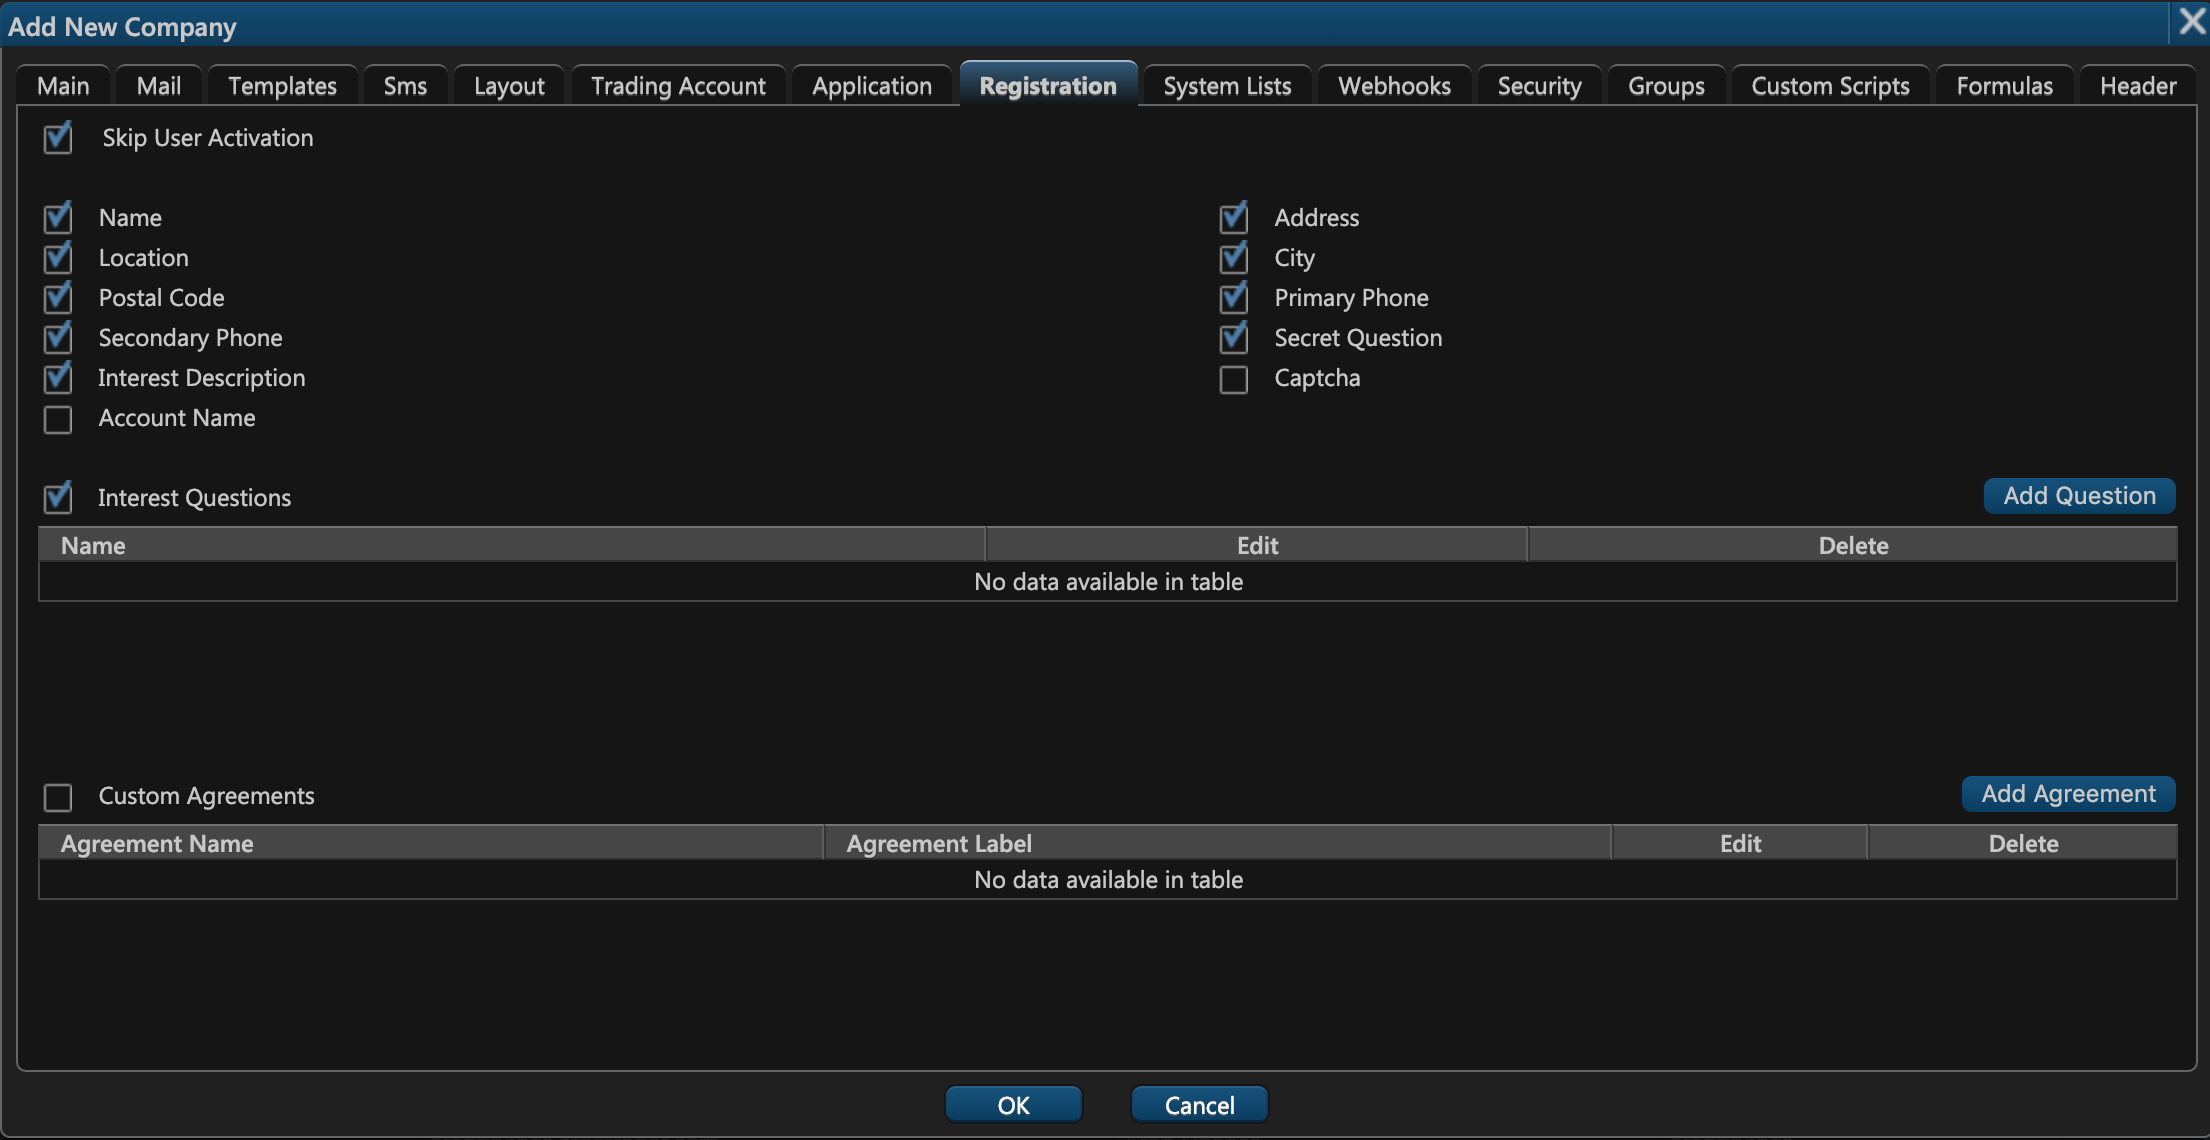 Add New Company
Main Mail Templates Sms Layout Trading Account Application Registration System Lists Webhooks Security Groups Custom Scripts Formulas Header
Skip User Activation
Name Address
Location City
Postal Code Primary Phone
Secondary Phone Secret Question
Interest Description Captcha
Account Name
Interest Questions Add Question
Name Edit Delete
No data available in table
Custom Agreements Add Agreement
Agreement Name Agreement Label Edit Delete
No data available in table
OK Cancel